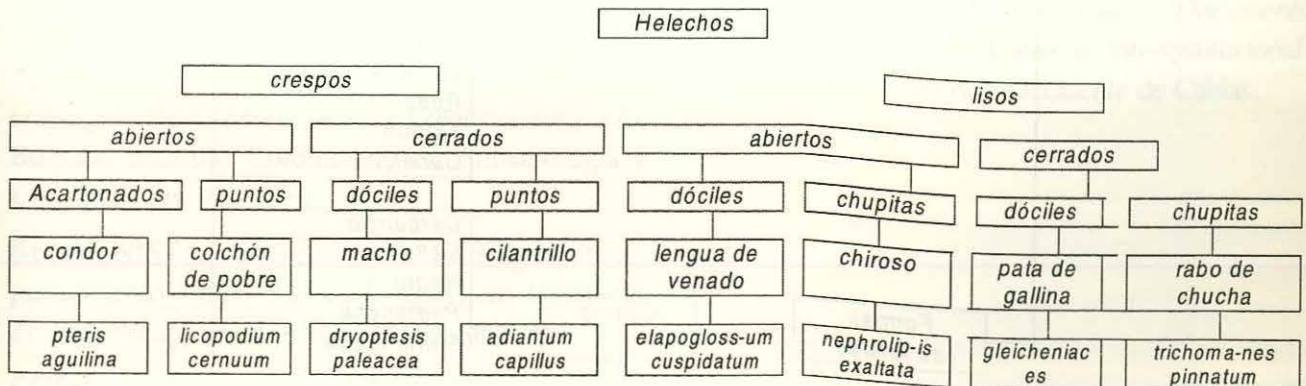 Helechos
crespos
lisos
abiertos cerrados abiertos cerrados
Acartonados puntos dóciles puntos dóciles chupitas dóciles chupitas
condor colchón de pobre macho cilantrillo lengua de venado chiroso pata de gallina rabo de chucha
pteris aguilina licopodium cernuum dryoptesis paleacea adiantum capillus elapogloss-um cuspidatum nephrolip-is exaltata gleicheniac es trichoma-nes pinnatum